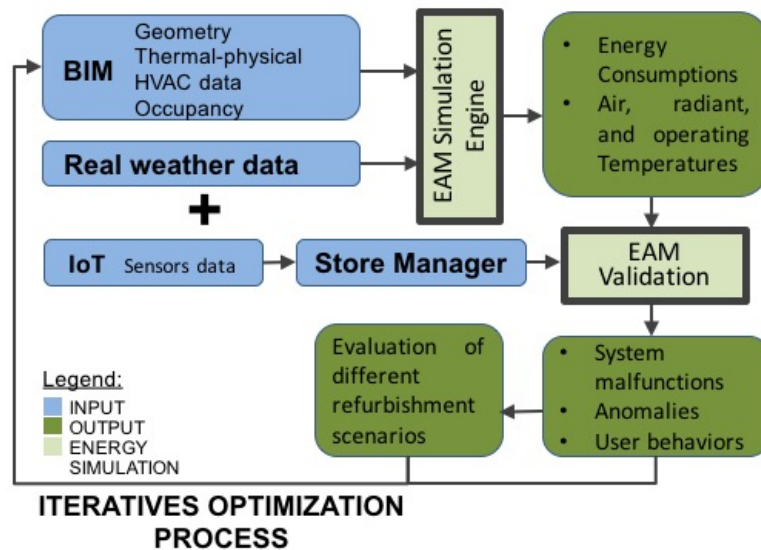 BIM
Geometry
Thermal-physical
HVAC data
Occupancy
Real weather data
+
IoT Sensors data
Store Manager
EAM Simulation
Engine
• Energy
Consumptions
• Air, radiant,
and operating
Temperatures
EAM
Validation
• System
malfunctions
• Anomalies
• User behaviors
Evaluation of
different
refurbishment
scenarios
Legend:
INPUT
OUTPUT
ENERGY
SIMULATION
ITERATIVES OPTIMIZATION
PROCESS